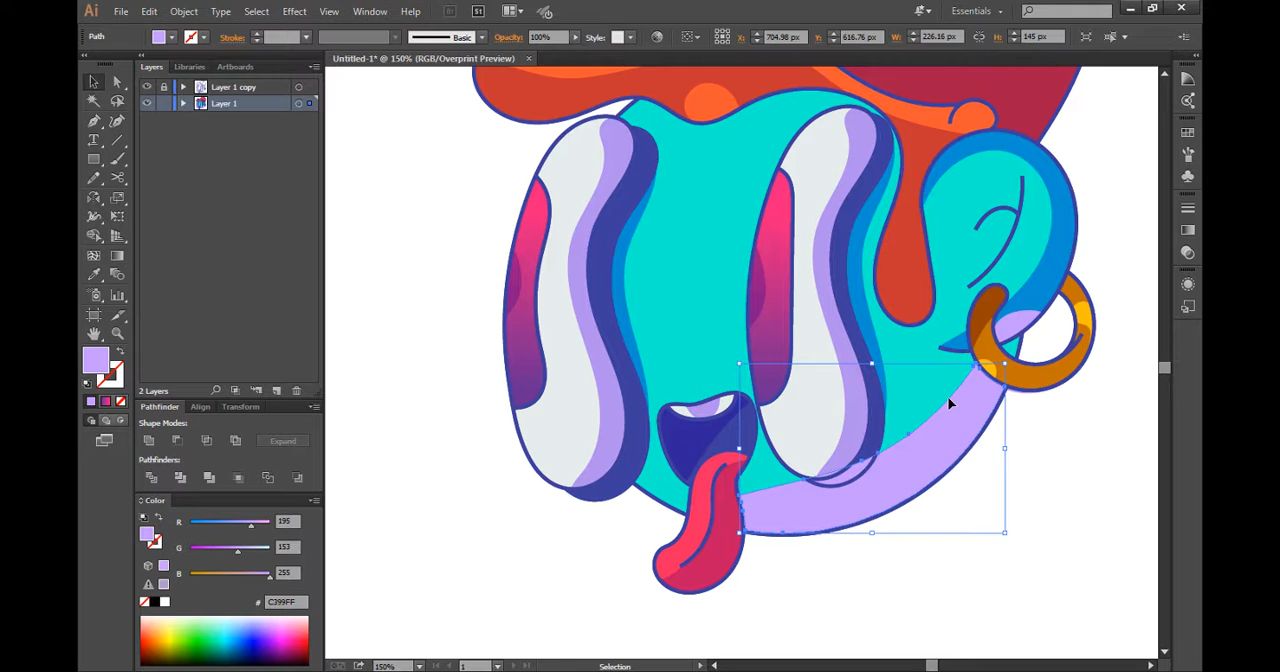 Ai File Edit Object Type Select Effect View Window Help Br St Essentials
Path Stroke: Basic Opacity: 100% Style: X: 704.98 px Y: 616.76 px W: 226.16 px H: 145 px
Layers Libraries Artboards
Untitled-1* @ 150% (RGB/Overprint Preview) ×
Layer 1 copy
Layer 1
2 Layers
Pathfinder Align Transform
Shape Modes:
Expand
Pathfinders:
Color
R 195
G 153
B 255
# C399FF
150% 1 Selection